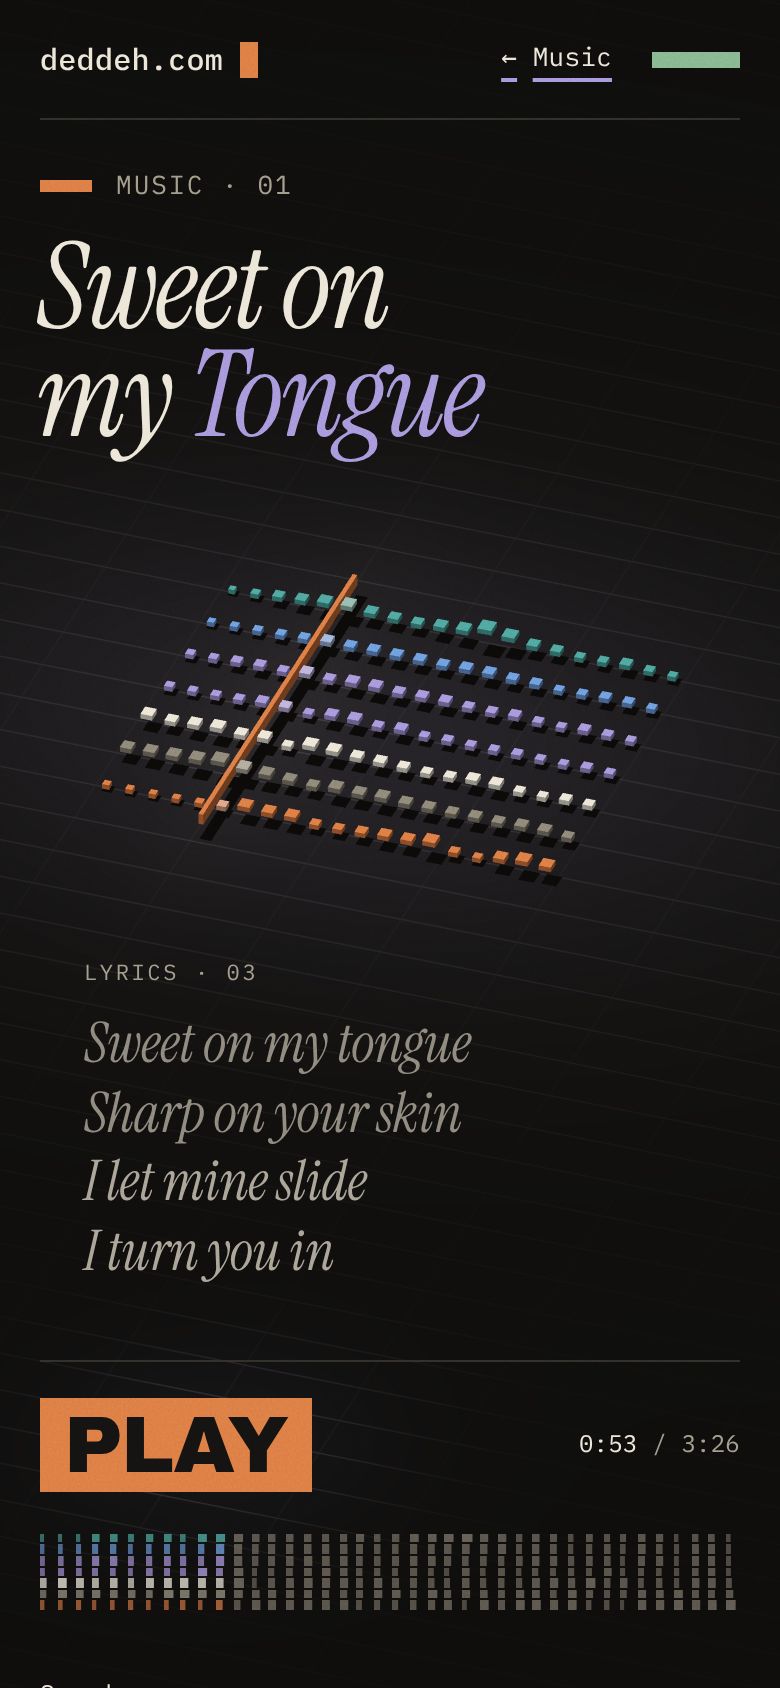 deddeh.com
← Music
MUSIC · 01
Sweet on
my Tongue
LYRICS · 03
Sweet on my tongue
Sharp on your skin
I let mine slide
I turn you in
PLAY
0:53 / 3:26